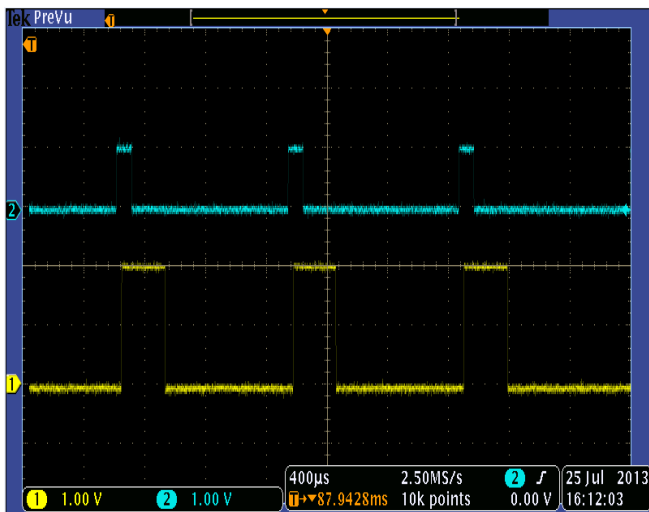 Tek PreVu T
T
2
1
1 1.00 V 2 1.00 V
400µs 2.50MS/s 2 ʃ 25 Jul 2013
T→▼87.9428ms 10k points 0.00 V 16:12:03